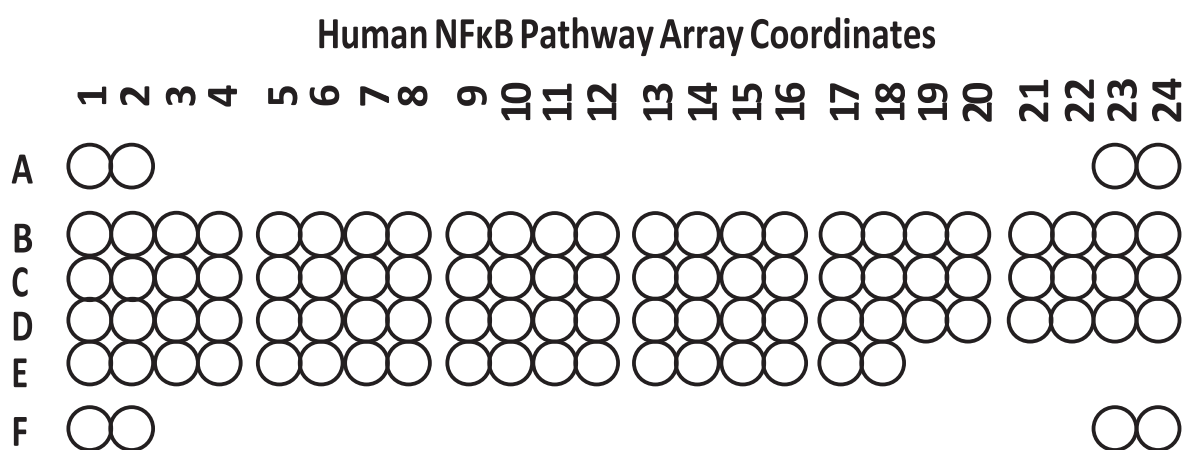 Human NFκB Pathway Array Coordinates
1 2 3 4 5 6 7 8 9 10 11 12 13 14 15 16 17 18 19 20 21 22 23 24
A
B
C
D
E
F